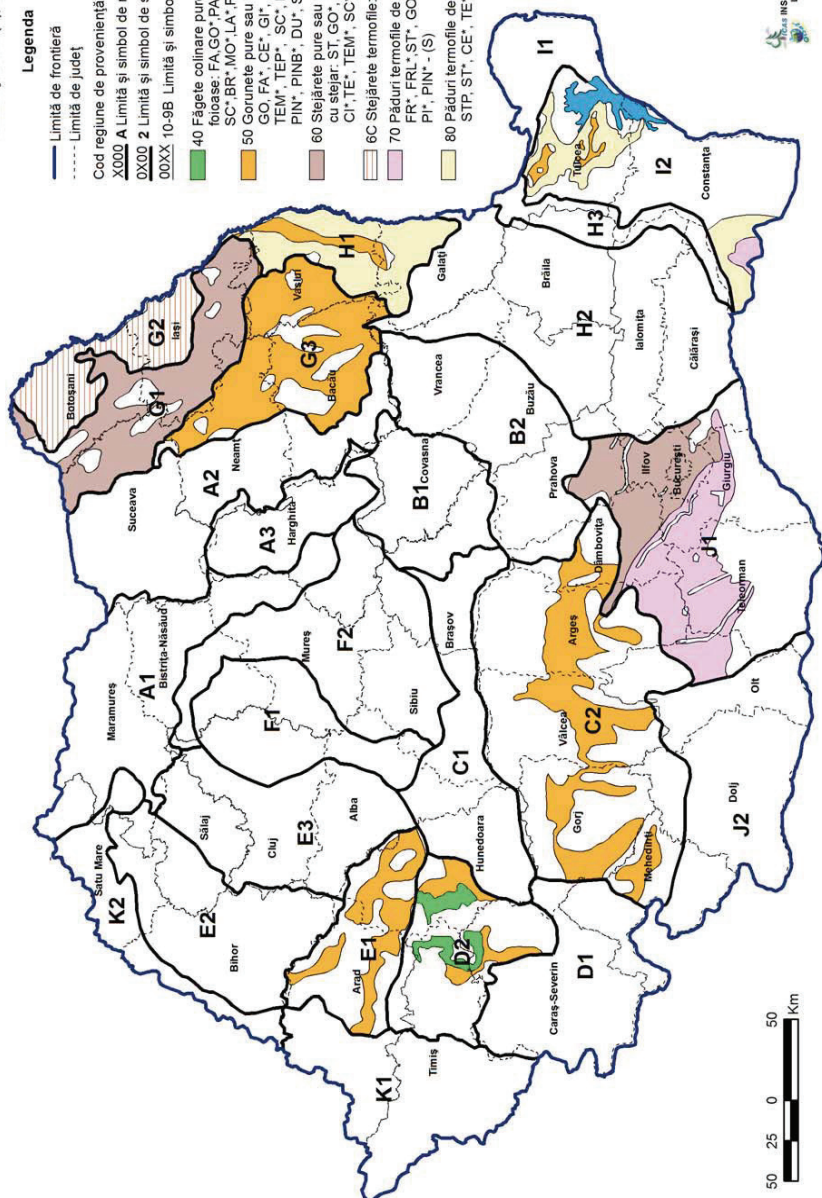 Legenda
Limită de frontieră
Limită de județ
Cod regiune de proveniență
X000 A Limită și simbol de
0X00 2 Limită și simbol de
00XX 10-9B Limită și
40 Făgete colinare
foloase: FA,GO*,PA
SC*,BR*,MO*,LA*,
50 Gorunete pure sau
GO, FA*, CE*, GI*,
TEM*, TEP*, SC*,
PIN*, PINB*, DU*,
60 Stejărete pure sau
cu stejar: ST, GO*,
CI*,TE*, TEM*, SC*
6C Stejărete termofile:
70 Păduri termofile de
FR*, FRL*,ST*, GO
PI*, PIN* - (S)
80 Păduri termofile de
STP, ST*, CE*, TE*
Satu Mare
K2
Maramureș
A1
Bistrița-Năsăud
Suceava
Botoșani
G1
G2
Iași
Sălaj
E2
Bihor
Cluj
E3
Alba
F1
Mureș
F2
Sibiu
A2
Neamț
A3
Harghita
G3
Bacău
Vaslui
H1
Arad
E1
K1
Timiș
D2
Hunedoara
C1
Brașov
B1
Covasna
Vrancea
Galați
B2
Buzău
Prahova
Caraș-Severin
D1
Mehedinți
Gorj
Vâlcea
C2
Argeș
Dâmbovița
Ilfov
București
Giurgiu
J1
Teleorman
Olt
Dolj
J2
Brăila
H2
Ialomița
Călărași
H3
I1
Tulcea
I2
Constanța
50 25 0 50
Km
ICAS